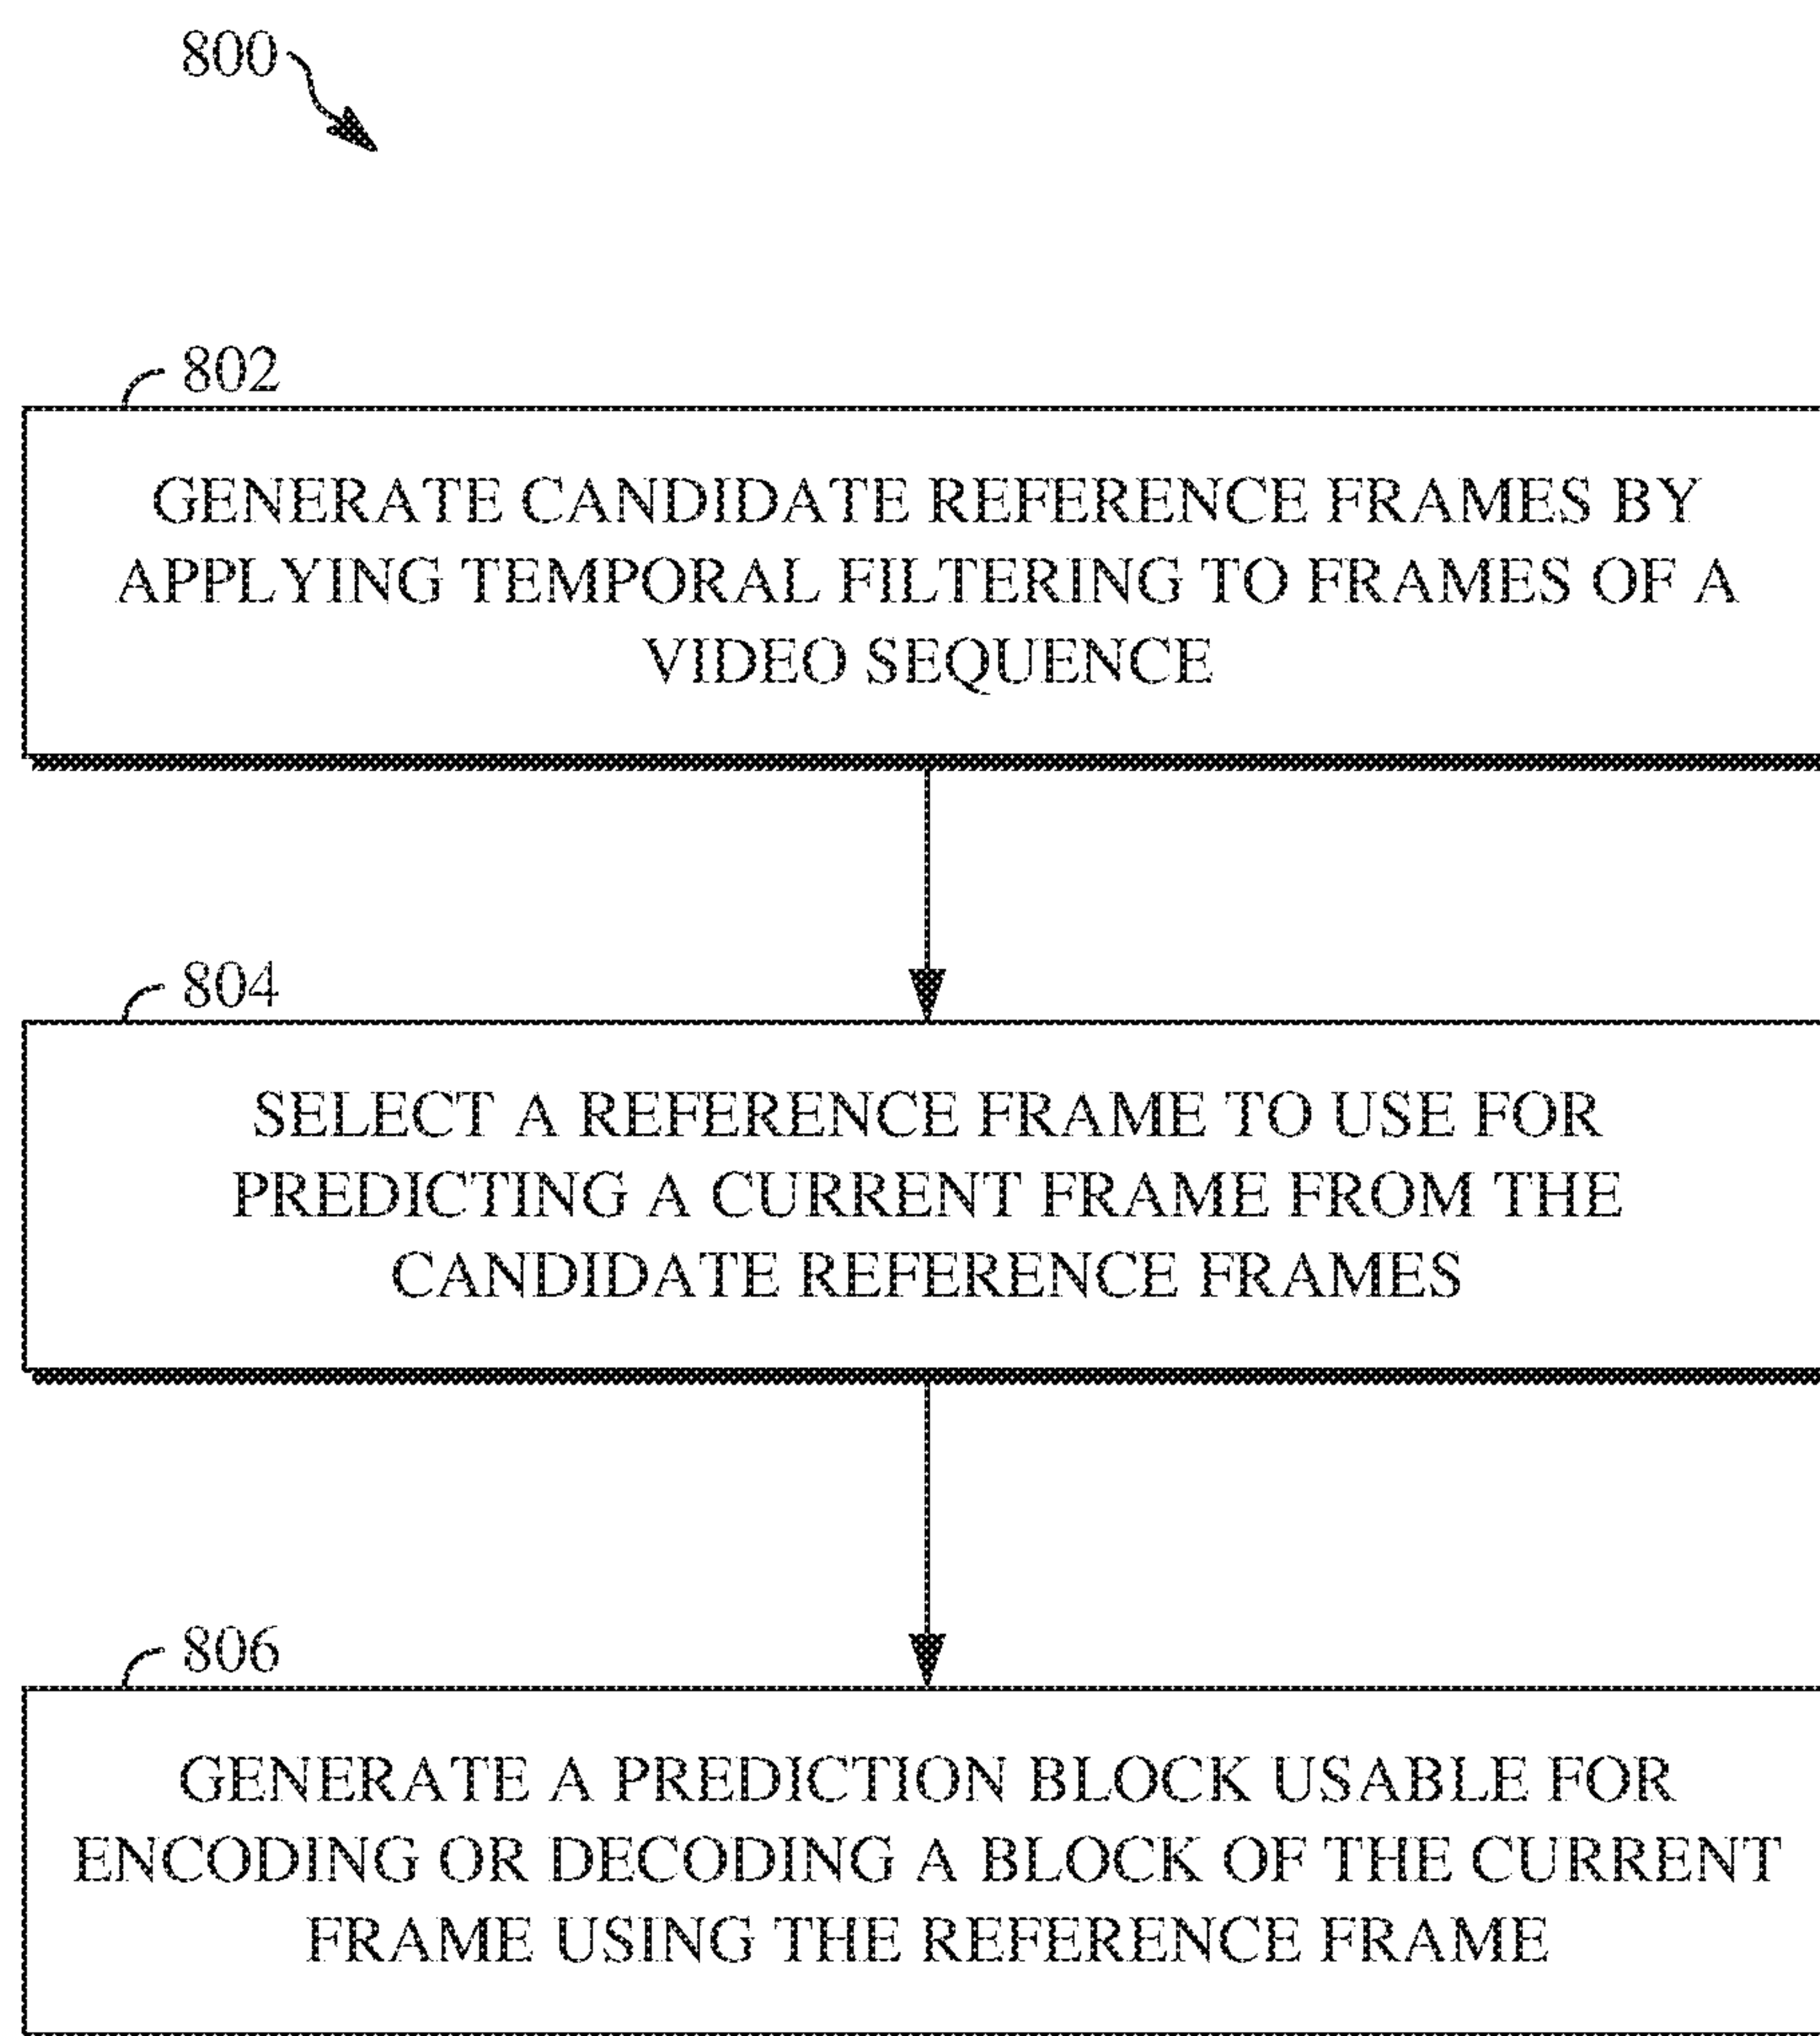 800
802
GENERATE CANDIDATE REFERENCE FRAMES BY
APPLYING TEMPORAL FILTERING TO FRAMES OF A
VIDEO SEQUENCE
804
SELECT A REFERENCE FRAME TO USE FOR
PREDICTING A CURRENT FRAME FROM THE
CANDIDATE REFERENCE FRAMES
806
GENERATE A PREDICTION BLOCK USABLE FOR
ENCODING OR DECODING A BLOCK OF THE CURRENT
FRAME USING THE REFERENCE FRAME